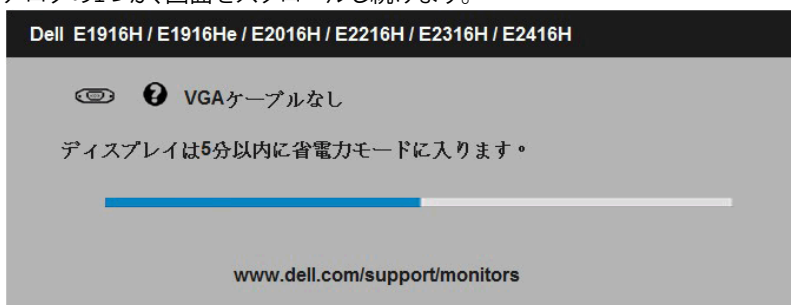 Dell E1916H / E1916He / E2016H / E2216H / E2316H / E2416H
VGAケーブルなし
ディスプレイは5分以内に省電力モードに入ります。
www.dell.com/support/monitors